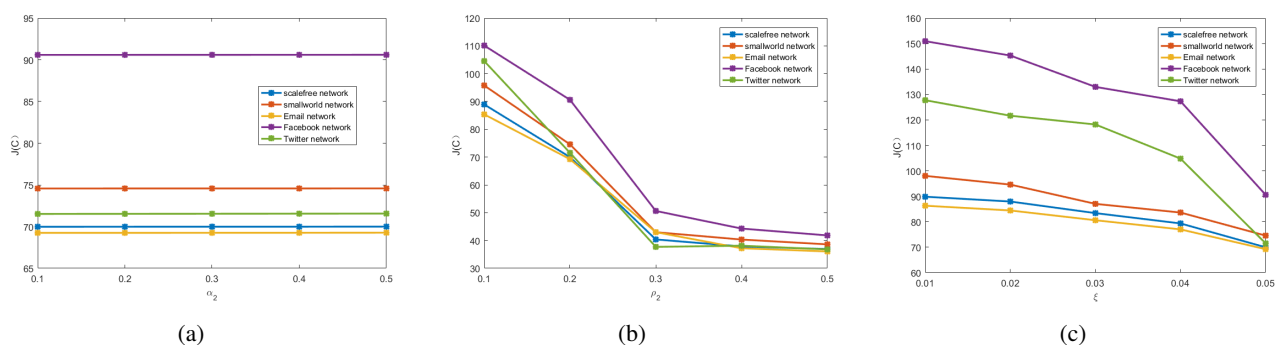 95
90
85
80
75
70
65
J(C)
0.1 0.2 0.3 0.4 0.5
α2
scalefree network
smallworld network
Email network
Facebook network
Twitter network
(a)
120
110
100
90
80
70
60
50
40
30
J(C)
0.1 0.2 0.3 0.4 0.5
ρ2
scalefree network
smallworld network
Email network
Facebook network
Twitter network
(b)
160
150
140
130
120
110
100
90
80
70
60
J(C)
0.01 0.02 0.03 0.04 0.05
ξ
scalefree network
smallworld network
Email network
Facebook network
Twitter network
(c)